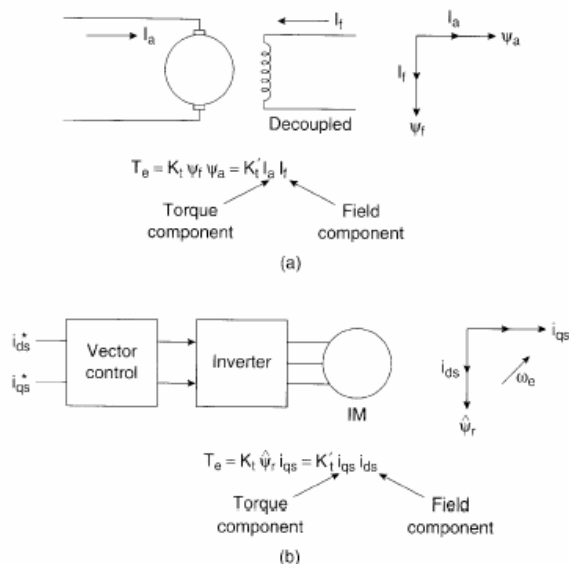 I_a
I_f
I_a
ψ_a
I_f
ψ_f
Decoupled
T_e = K_t ψ_f ψ_a = K_t′ I_a I_f
Torque component
Field component
(a)
i_ds*
i_qs*
Vector control
Inverter
IM
i_qs
i_ds
ω_e
ψ̂_r
T_e = K_t ψ̂_r i_qs = K_t′ i_qs i_ds
Torque component
Field component
(b)